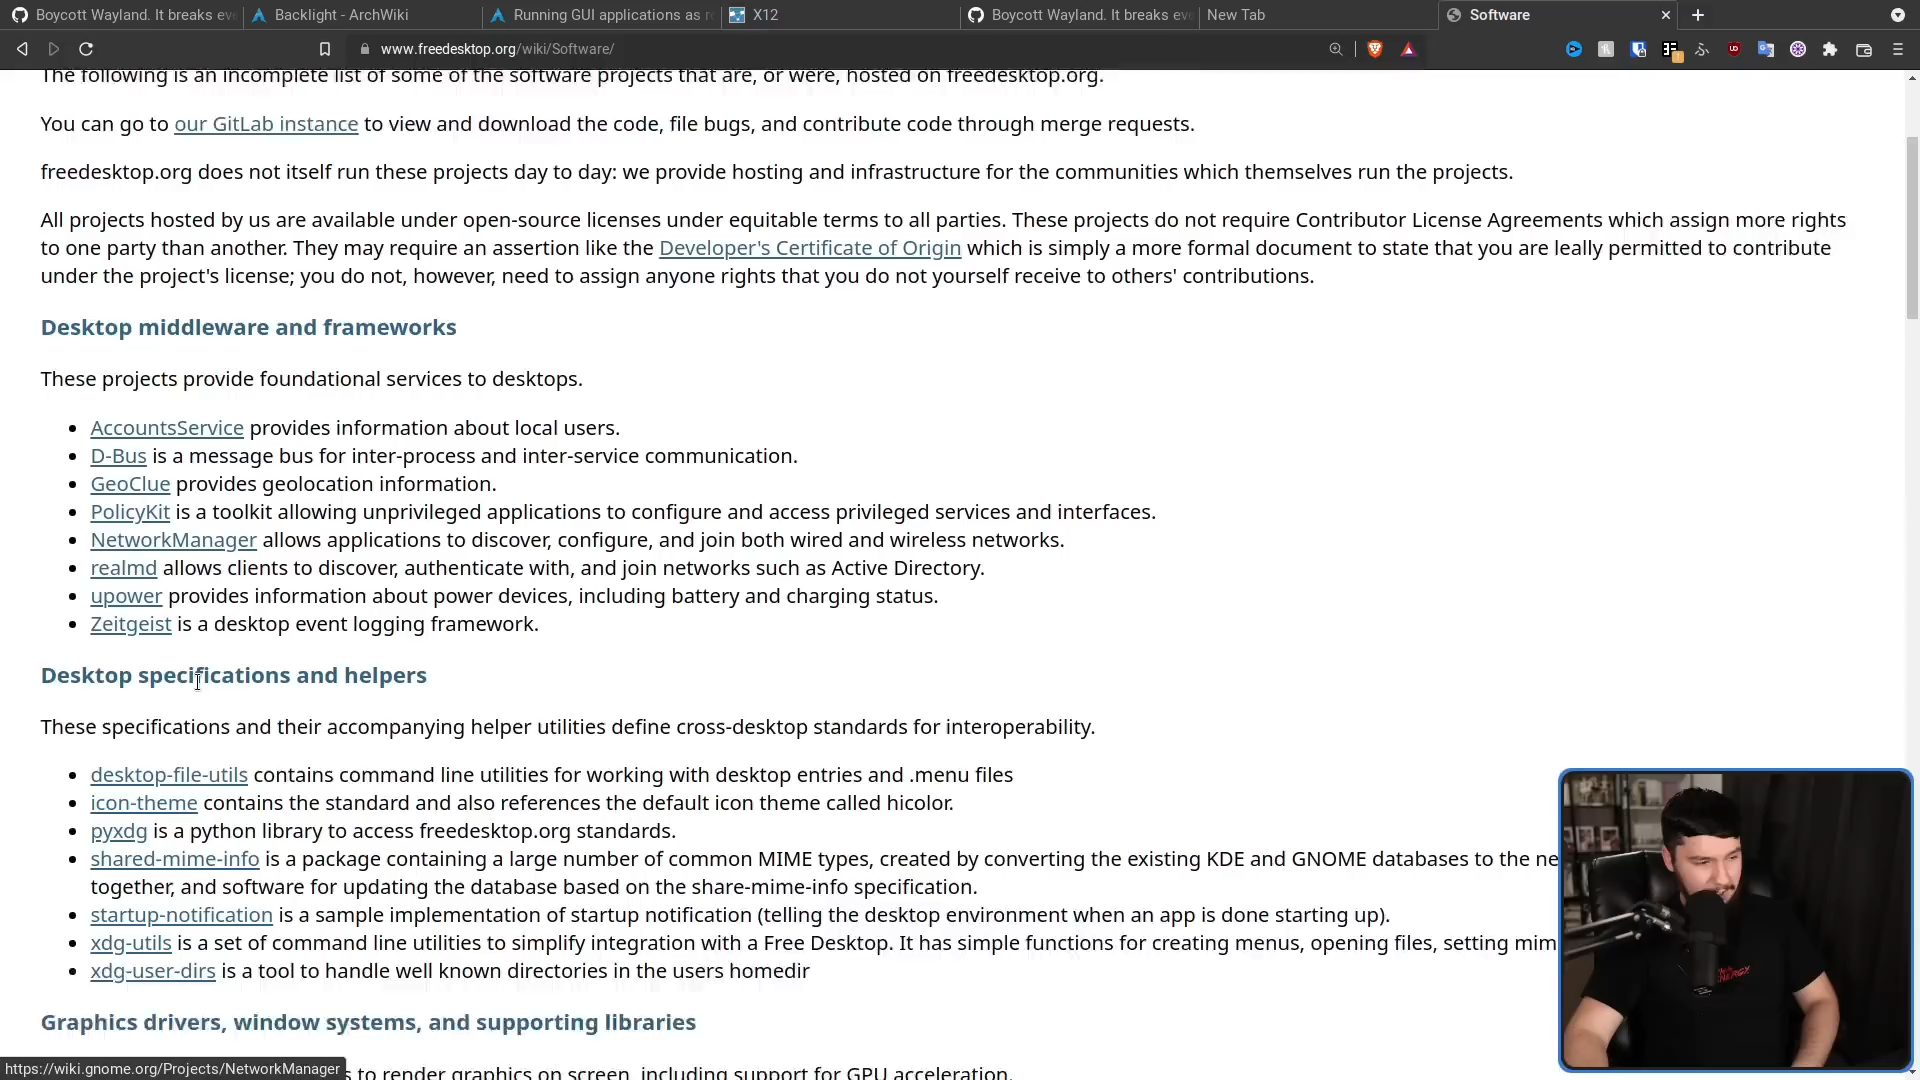 Boycott Wayland. It breaks ev
Backlight - ArchWiki
Running GUI applications as r
X12
Boycott Wayland. It breaks ev
New Tab
Software
www.freedesktop.org/wiki/Software/
The following is an incomplete list of some of the software projects that are, or were, hosted on freedesktop.org.
You can go to our GitLab instance to view and download the code, file bugs, and contribute code through merge requests.
freedesktop.org does not itself run these projects day to day: we provide hosting and infrastructure for the communities which themselves run the projects.
All projects hosted by us are available under open-source licenses under equitable terms to all parties. These projects do not require Contributor License Agreements which assign more rights
to one party than another. They may require an assertion like the Developer's Certificate of Origin which is simply a more formal document to state that you are leally permitted to contribute
under the project's license; you do not, however, need to assign anyone rights that you do not yourself receive to others' contributions.
Desktop middleware and frameworks
These projects provide foundational services to desktops.
• AccountsService provides information about local users.
• D-Bus is a message bus for inter-process and inter-service communication.
• GeoClue provides geolocation information.
• PolicyKit is a toolkit allowing unprivileged applications to configure and access privileged services and interfaces.
• NetworkManager allows applications to discover, configure, and join both wired and wireless networks.
• realmd allows clients to discover, authenticate with, and join networks such as Active Directory.
• upower provides information about power devices, including battery and charging status.
• Zeitgeist is a desktop event logging framework.
Desktop specifications and helpers
These specifications and their accompanying helper utilities define cross-desktop standards for interoperability.
• desktop-file-utils contains command line utilities for working with desktop entries and .menu files
• icon-theme contains the standard and also references the default icon theme called hicolor.
• pyxdg is a python library to access freedesktop.org standards.
• shared-mime-info is a package containing a large number of common MIME types, created by converting the existing KDE and GNOME databases to the ne
together, and software for updating the database based on the share-mime-info specification.
• startup-notification is a sample implementation of startup notification (telling the desktop environment when an app is done starting up).
• xdg-utils is a set of command line utilities to simplify integration with a Free Desktop. It has simple functions for creating menus, opening files, setting mim
• xdg-user-dirs is a tool to handle well known directories in the users homedir
Graphics drivers, window systems, and supporting libraries
https://wiki.gnome.org/Projects/NetworkManager
s to render graphics on screen, including support for GPU acceleration.